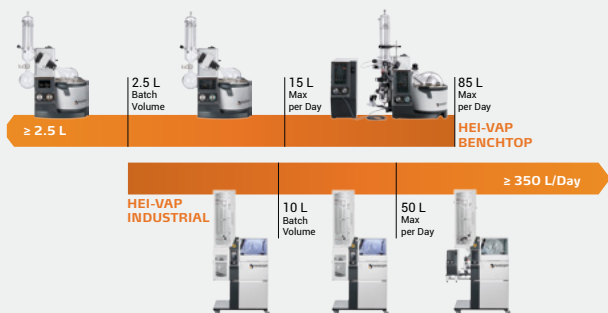 2.5 L
Batch
Volume
15 L
Max
per Day
85 L
Max
per Day
≥ 2.5 L
HEI-VAP
BENCHTOP
≥ 350 L/Day
HEI-VAP
INDUSTRIAL
10 L
Batch
Volume
50 L
Max
per Day